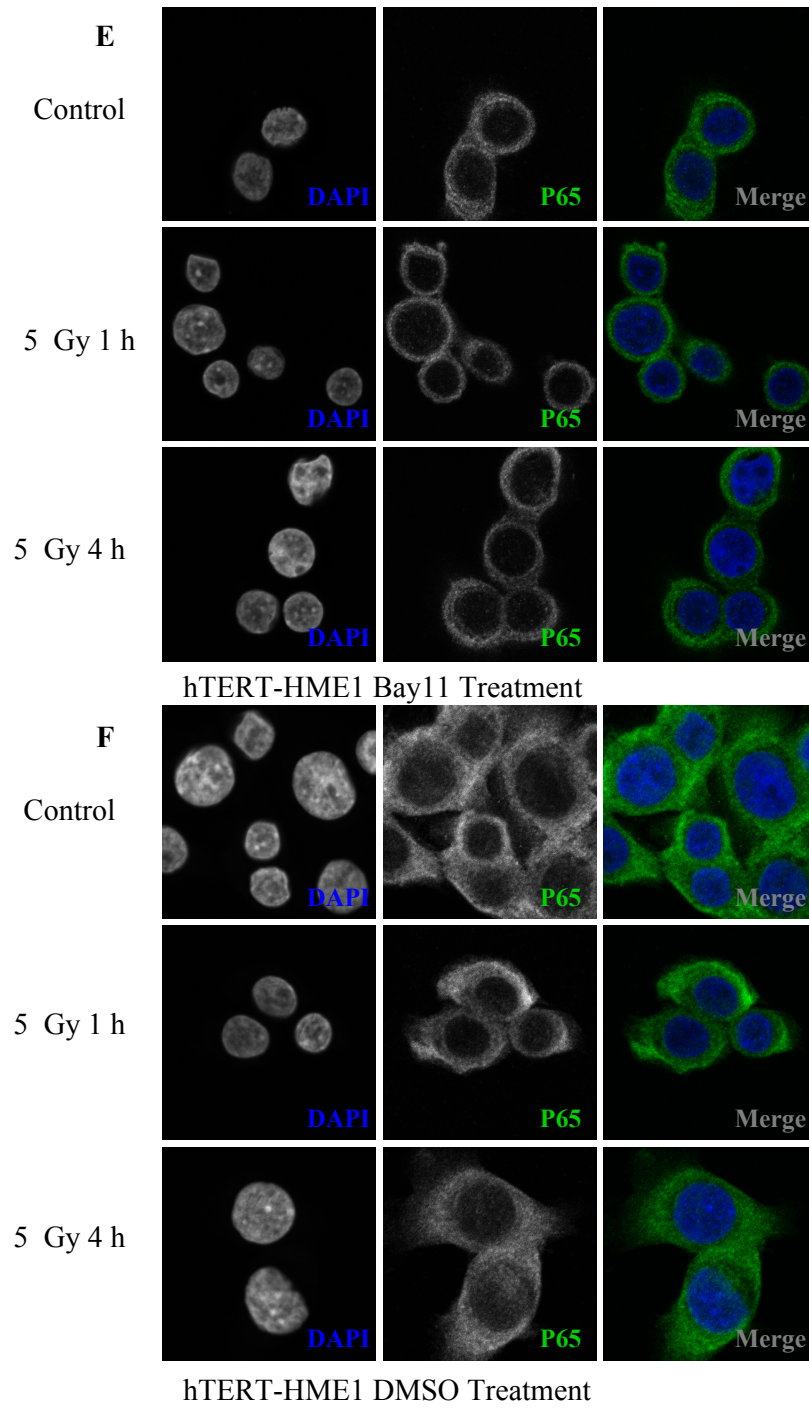 E
Control
DAPI P65 Merge
5 Gy 1 h
DAPI P65 Merge
5 Gy 4 h
DAPI P65 Merge
hTERT-HME1 Bay11 Treatment
F
Control
DAPI P65 Merge
5 Gy 1 h
DAPI P65 Merge
5 Gy 4 h
DAPI P65 Merge
hTERT-HME1 DMSO Treatment